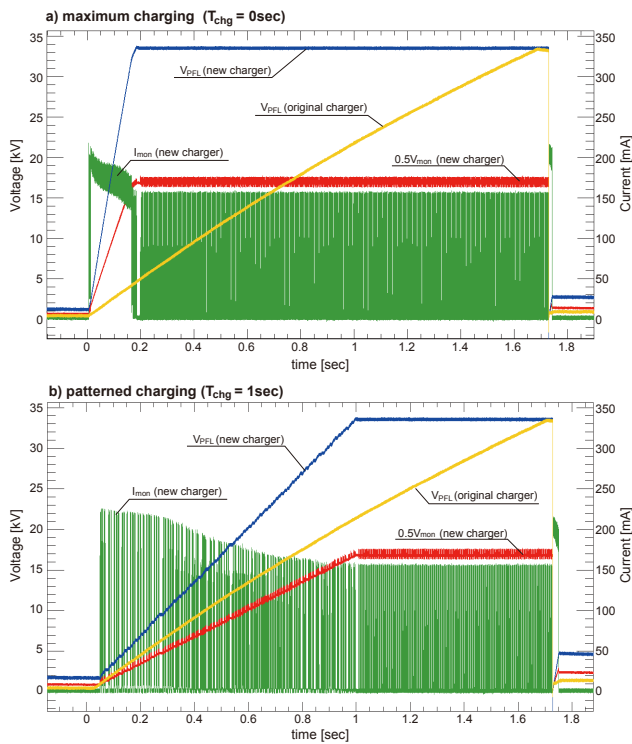 a) maximum charging (Tchg = 0sec)
35
30
25
20
15
10
5
0
Voltage [kV]
VPFL (new charger)
VPFL (original charger)
Imon (new charger)
0.5Vmon (new charger)
350
300
250
200
150
100
50
0
Current [mA]
0 0.2 0.4 0.6 0.8 1 1.2 1.4 1.6 1.8
time [sec]
b) patterned charging (Tchg = 1sec)
35
30
25
20
15
10
5
0
Voltage [kV]
VPFL (new charger)
Imon (new charger)
VPFL (original charger)
0.5Vmon (new charger)
350
300
250
200
150
100
50
0
Current [mA]
0 0.2 0.4 0.6 0.8 1 1.2 1.4 1.6 1.8
time [sec]